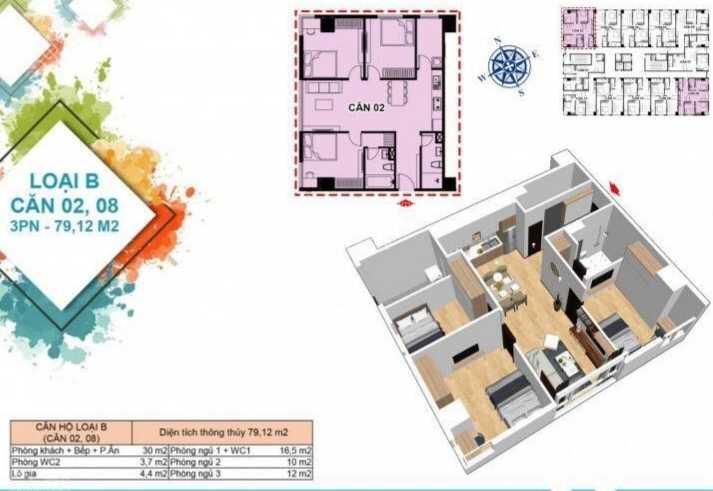 LOẠI B
CĂN 02, 08
3PN - 79,12 M2
CĂN 02
N
E
S
W
CĂN HỘ LOẠI B
(CĂN 02, 08)
Diện tích thông thủy 79,12 m2
Phòng khách + Bếp + P.Ăn 30 m2 Phòng ngủ 1 + WC1 16,5 m2
Phòng WC2 3,7 m2 Phòng ngủ 2 10 m2
Lô gia 4,4 m2 Phòng ngủ 3 12 m2